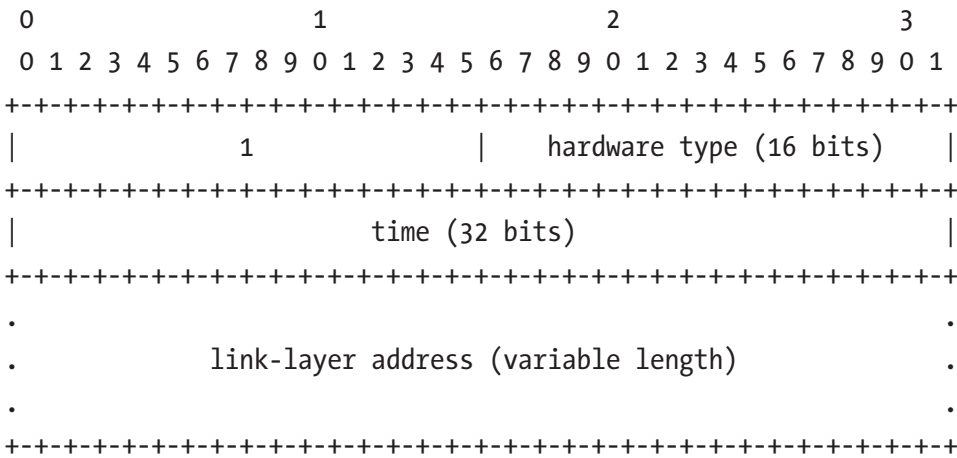 0                   1                   2                   3
0 1 2 3 4 5 6 7 8 9 0 1 2 3 4 5 6 7 8 9 0 1 2 3 4 5 6 7 8 9 0 1
+-+-+-+-+-+-+-+-+-+-+-+-+-+-+-+-+-+-+-+-+-+-+-+-+-+-+-+-+-+-+-+-+
|               1               |    hardware type (16 bits)    |
+-+-+-+-+-+-+-+-+-+-+-+-+-+-+-+-+-+-+-+-+-+-+-+-+-+-+-+-+-+-+-+-+
|                        time (32 bits)                         |
+-+-+-+-+-+-+-+-+-+-+-+-+-+-+-+-+-+-+-+-+-+-+-+-+-+-+-+-+-+-+-+-+
.                                                               .
.             link-layer address (variable length)              .
.                                                               .
+-+-+-+-+-+-+-+-+-+-+-+-+-+-+-+-+-+-+-+-+-+-+-+-+-+-+-+-+-+-+-+-+